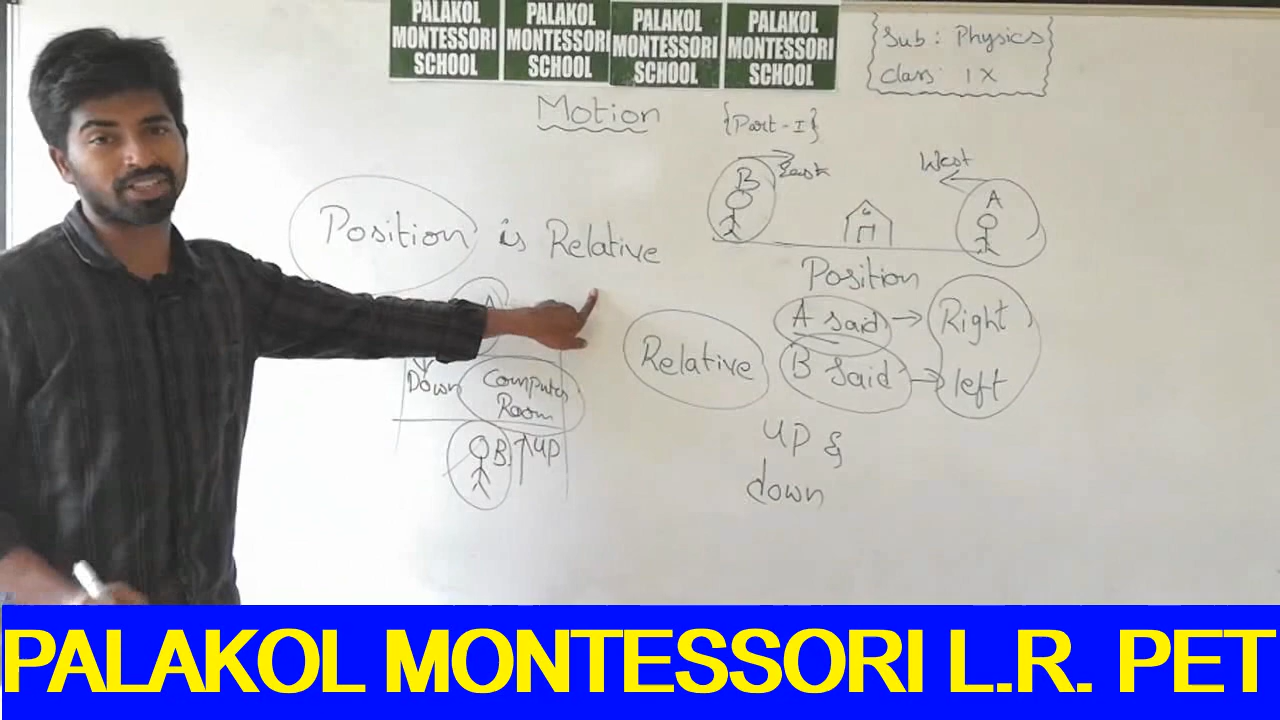 PALAKOL MONTESSORI SCHOOL
PALAKOL MONTESSORI SCHOOL
PALAKOL MONTESSORI SCHOOL
PALAKOL MONTESSORI SCHOOL
Sub : Physics
Class IX
Motion {Part-I}
B East
West A
Position is Relative
Position
A
A said → Right
Relative
B said → left
Down
Computer
Room
B UP
UP &
down
PALAKOL MONTESSORI L.R. PET